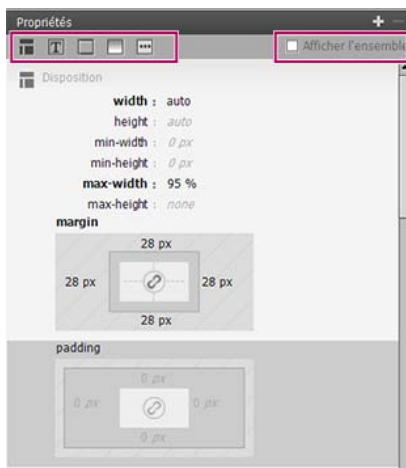 Propriétés
T
Afficher l'ensemble
Disposition
width : auto
height : auto
min-width : 0 px
min-height : 0 px
max-width : 95 %
max-height : none
margin
28 px
28 px 28 px
28 px
padding
0 px
0 px 0 px
0 px